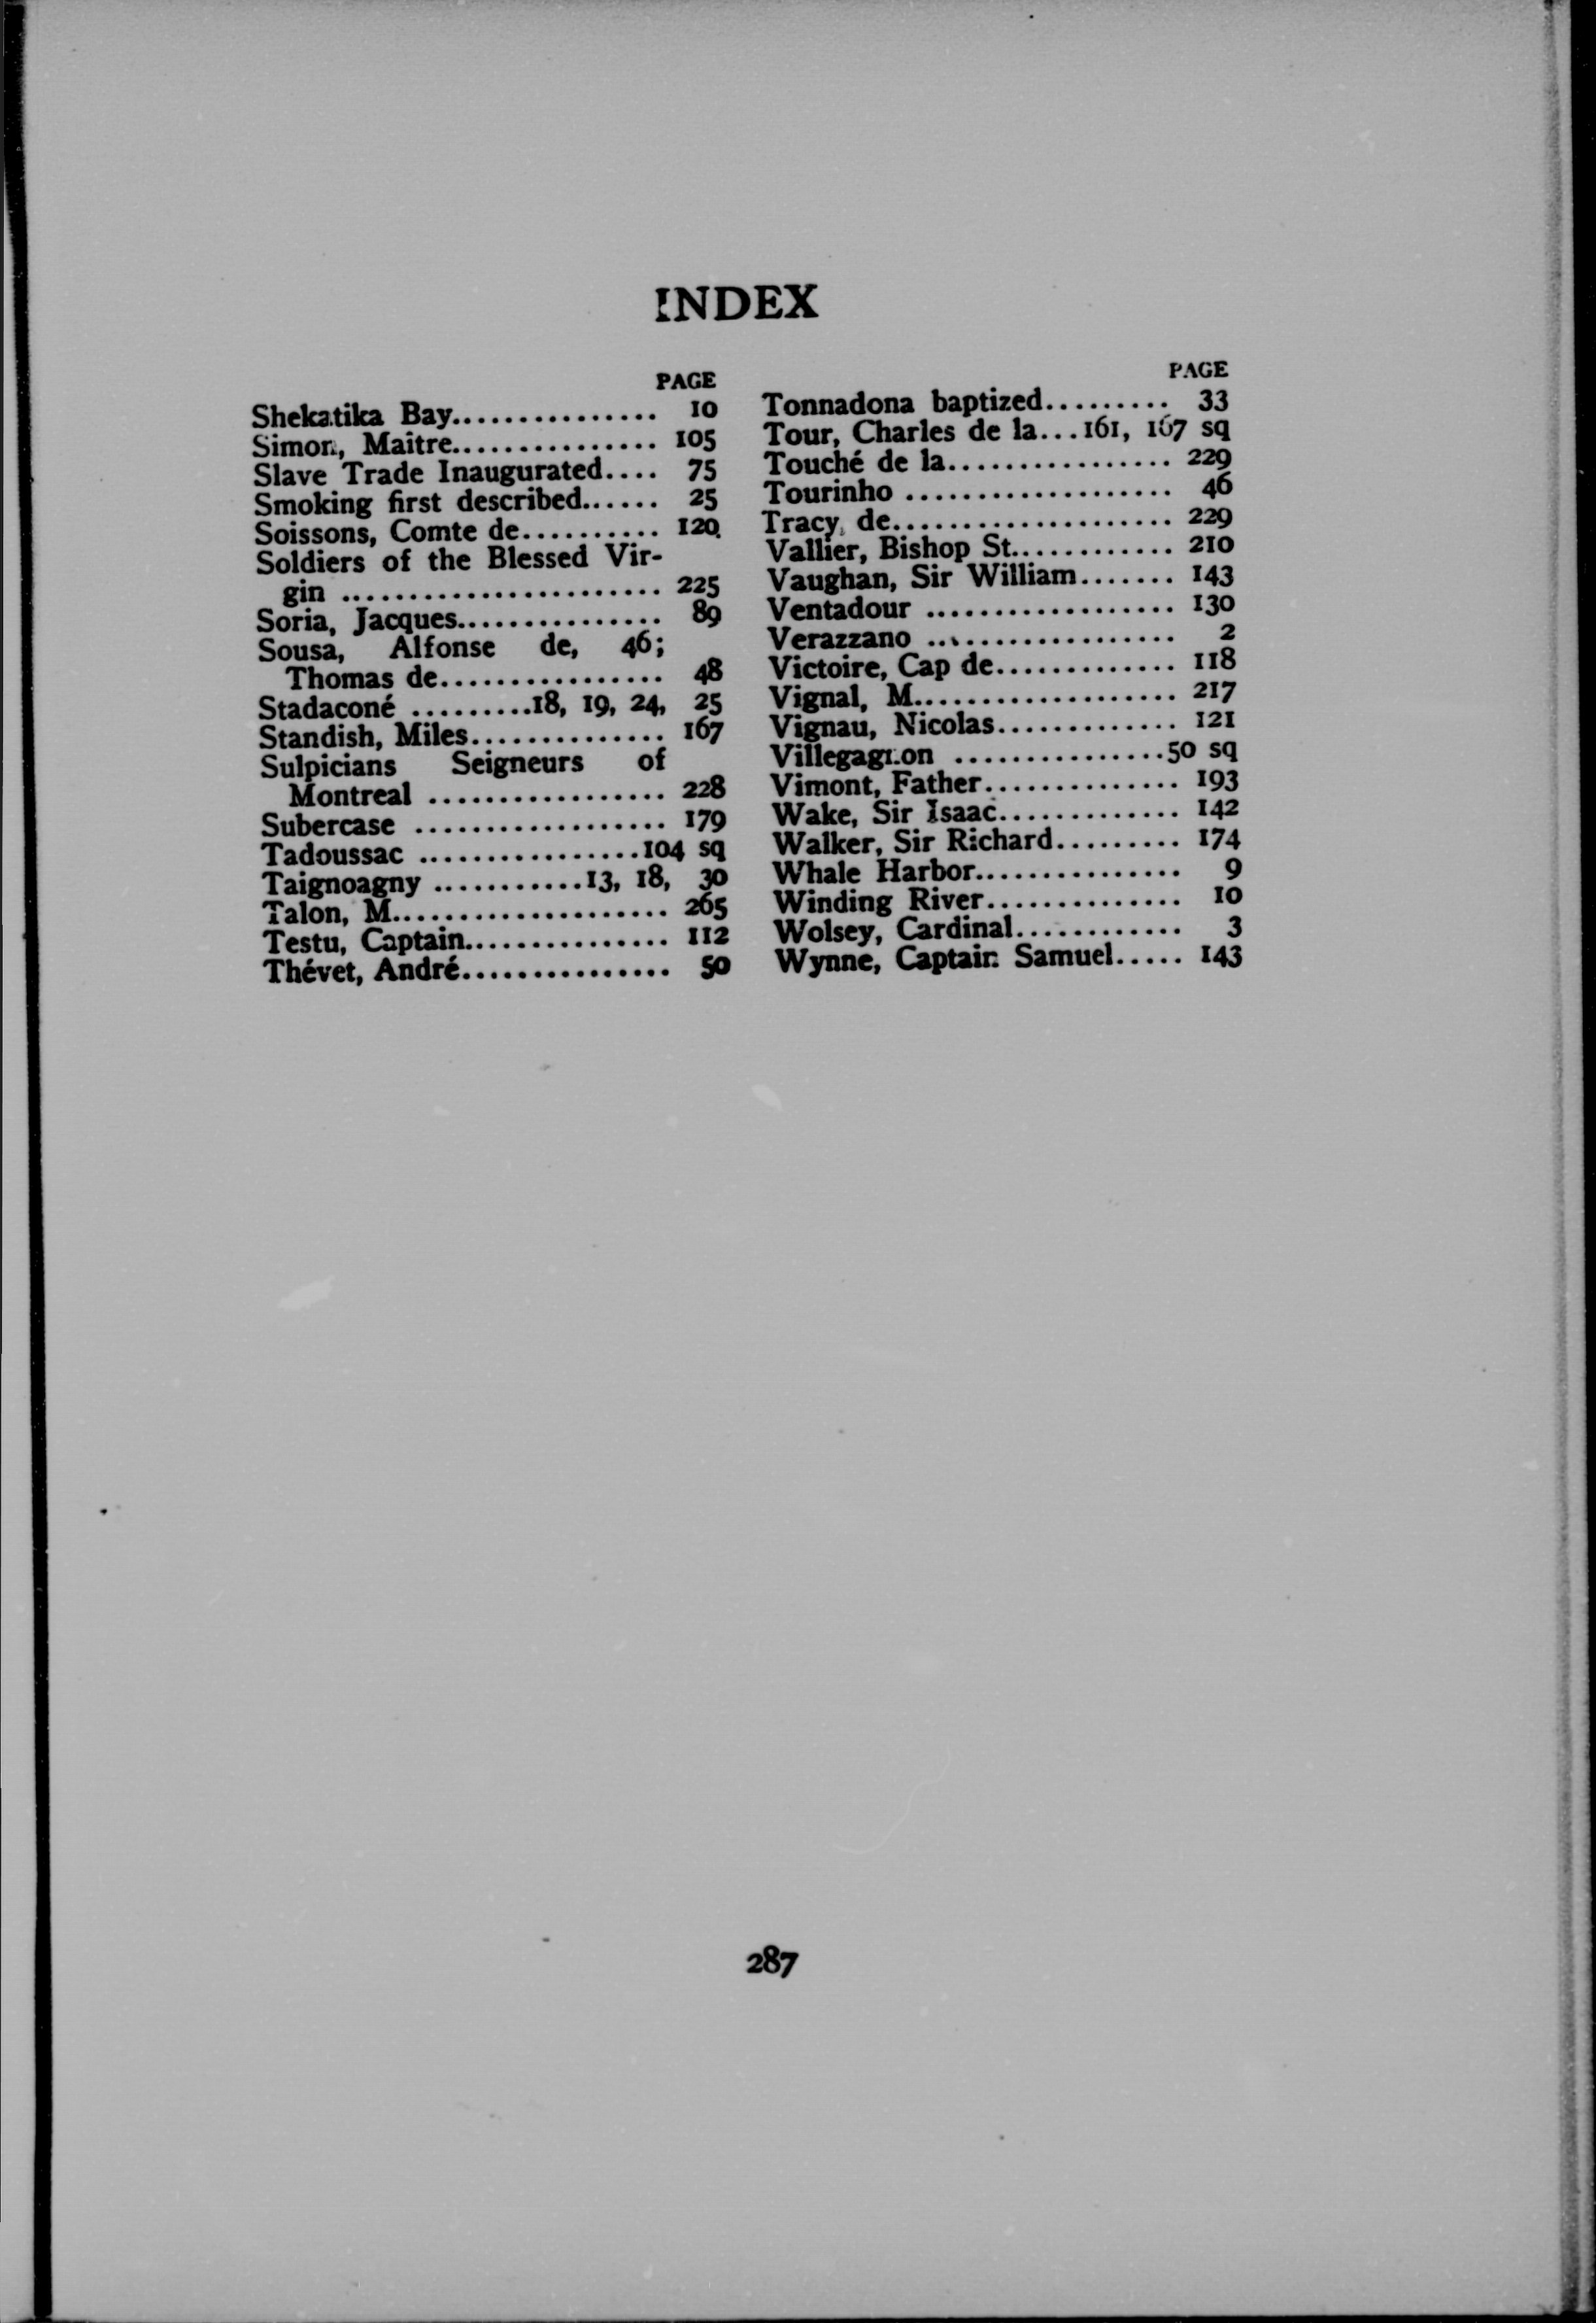 INDEX
PAGE
Shekatika Bay............... 10
Simon, Maitre................ 105
Slave Trade Inaugurated.... 75
Smoking first described...... 25
Soissons, Comte de.......... 120
Soldiers of the Blessed Vir-
gin ........................ 225
Soria, Jacques............... 89
Sousa, Alfonse de, 46;
Thomas de................ 48
Stadaconé .........18, 19, 24, 25
Standish, Miles.............. 167
Sulpicians Seigneurs of
Montreal ................. 228
Subercase .................. 179
Tadoussac ................104 sq
Taignoagny ...........13, 18, 30
Talon, M.................... 265
Testu, Captain............... 112
Thévet, André............... 50
PAGE
Tonnadona baptized......... 33
Tour, Charles de la...161, 167 sq
Touché de la................ 229
Tourinho ................... 46
Tracy, de.................... 229
Vallier, Bishop St............ 210
Vaughan, Sir William....... 143
Ventadour .................. 130
Verazzano .................. 2
Victoire, Cap de............. 118
Vignal, M................... 217
Vignau, Nicolas............. 121
Villegagnon ...............50 sq
Vimont, Father.............. 193
Wake, Sir Isaac............. 142
Walker, Sir Richard......... 174
Whale Harbor............... 9
Winding River.............. 10
Wolsey, Cardinal............ 3
Wynne, Captain Samuel..... 143
287